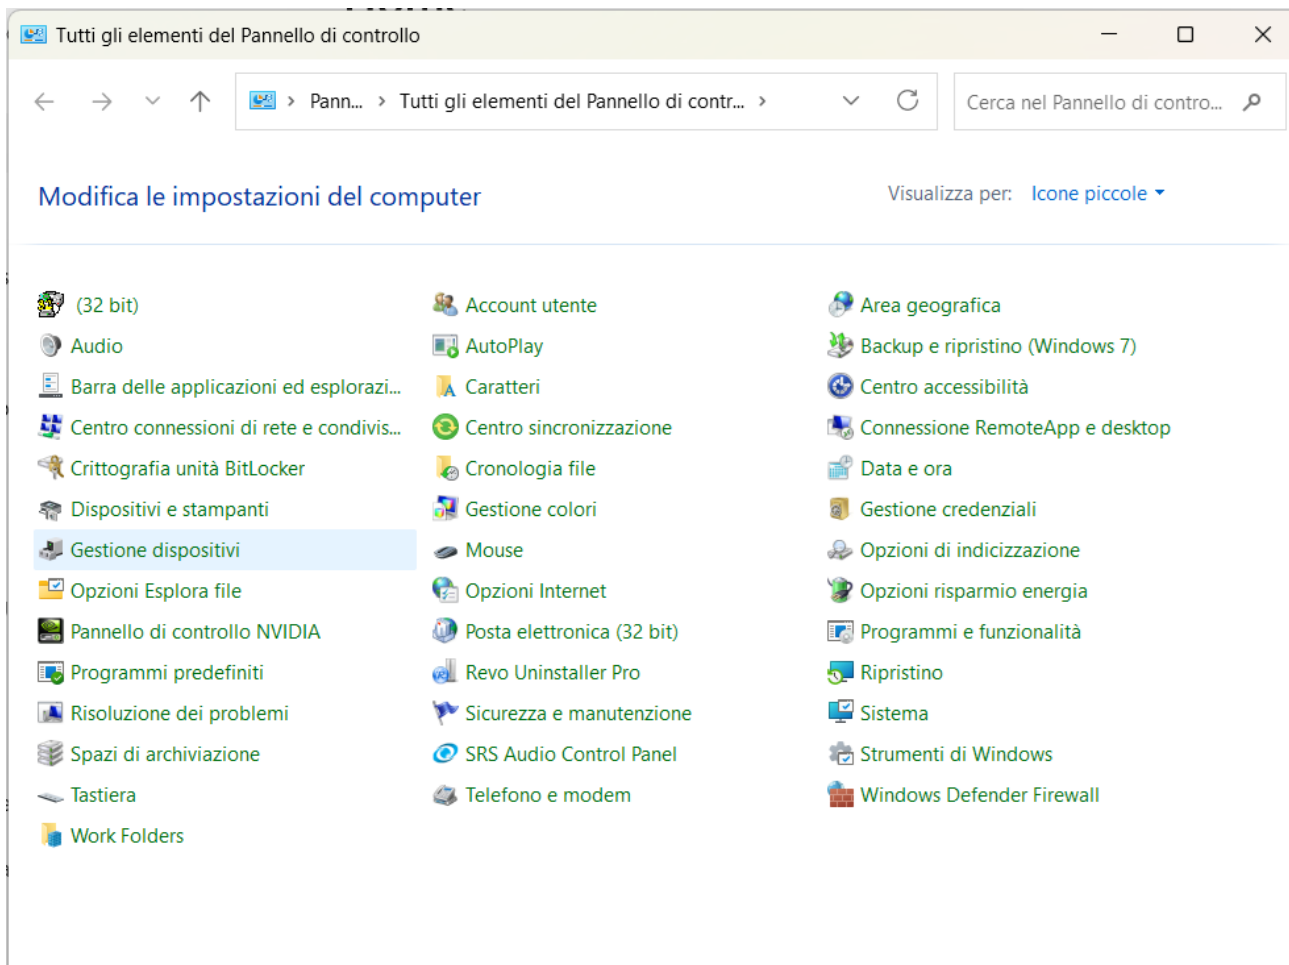 Tutti gli elementi del Pannello di controllo
Pann... > Tutti gli elementi del Pannello di contr... >
Cerca nel Pannello di contro...
Modifica le impostazioni del computer
Visualizza per: Icone piccole
(32 bit)
Account utente
Area geografica
Audio
AutoPlay
Backup e ripristino (Windows 7)
Barra delle applicazioni ed esplorazi...
Caratteri
Centro accessibilità
Centro connessioni di rete e condivis...
Centro sincronizzazione
Connessione RemoteApp e desktop
Crittografia unità BitLocker
Cronologia file
Data e ora
Dispositivi e stampanti
Gestione colori
Gestione credenziali
Gestione dispositivi
Mouse
Opzioni di indicizzazione
Opzioni Esplora file
Opzioni Internet
Opzioni risparmio energia
Pannello di controllo NVIDIA
Posta elettronica (32 bit)
Programmi e funzionalità
Programmi predefiniti
Revo Uninstaller Pro
Ripristino
Risoluzione dei problemi
Sicurezza e manutenzione
Sistema
Spazi di archiviazione
SRS Audio Control Panel
Strumenti di Windows
Tastiera
Telefono e modem
Windows Defender Firewall
Work Folders